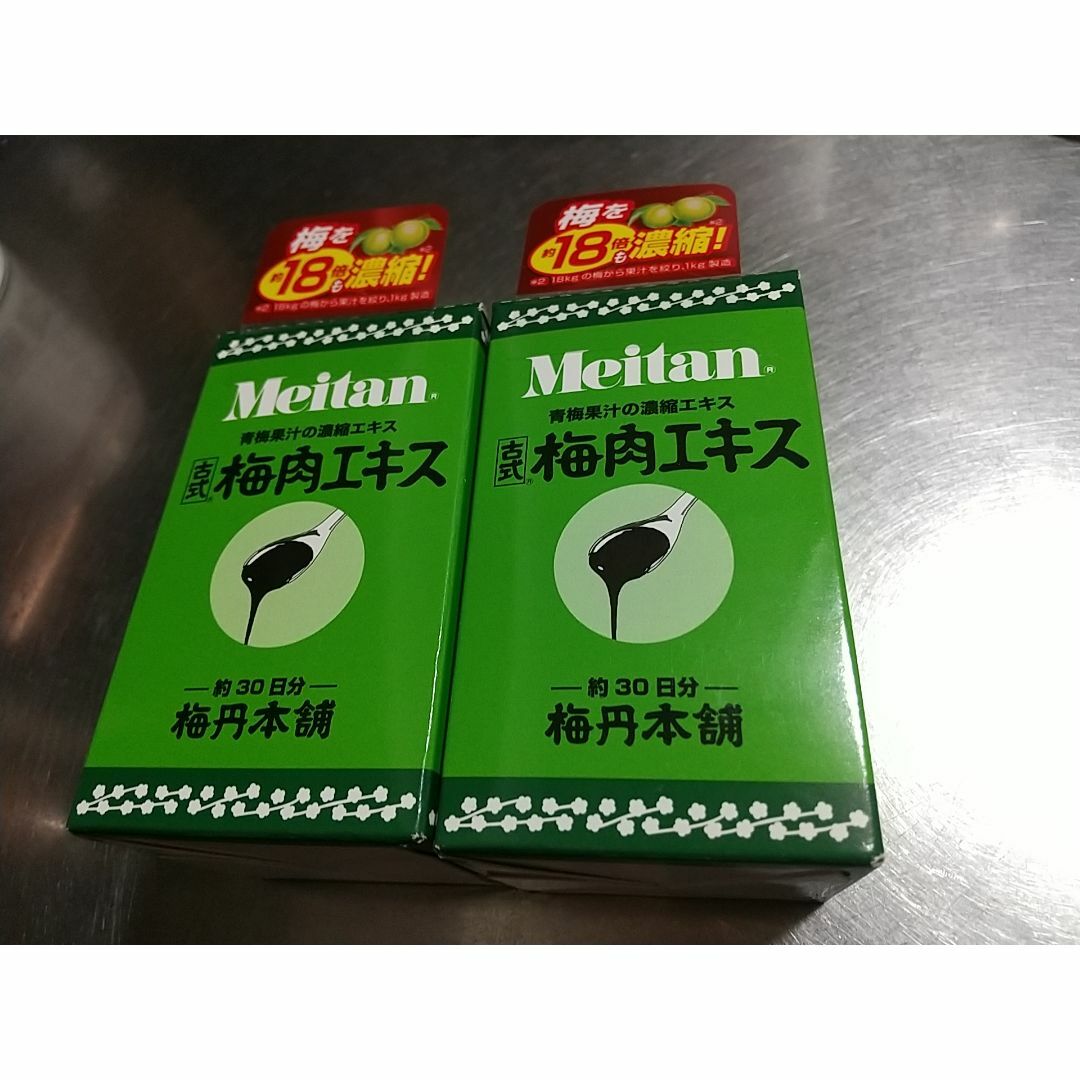 梅を
約18倍も濃縮!※2
※2 18kgの梅から果汁を絞り、1kg製造
Meitan®
青梅果汁の濃縮エキス
古式®梅肉エキス
約30日分
梅丹本舗
梅を
約18倍も濃縮!※2
※2 18kgの梅から果汁を絞り、1kg製造
Meitan®
青梅果汁の濃縮エキス
古式®梅肉エキス
約30日分
梅丹本舗